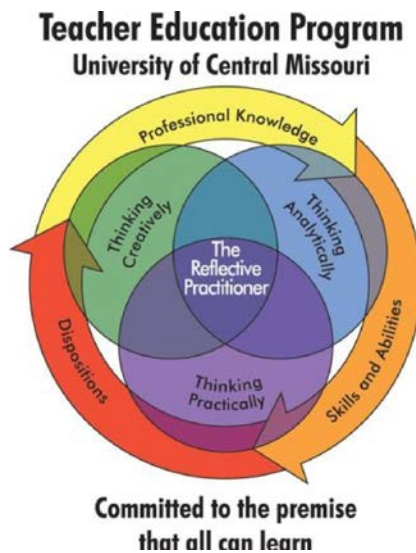 Teacher Education Program
University of Central Missouri
Professional Knowledge
Thinking
Creatively
Thinking
Analytically
The
Reflective
Practitioner
Dispositions
Thinking
Practically
Skills and Abilities
Committed to the premise
that all can learn